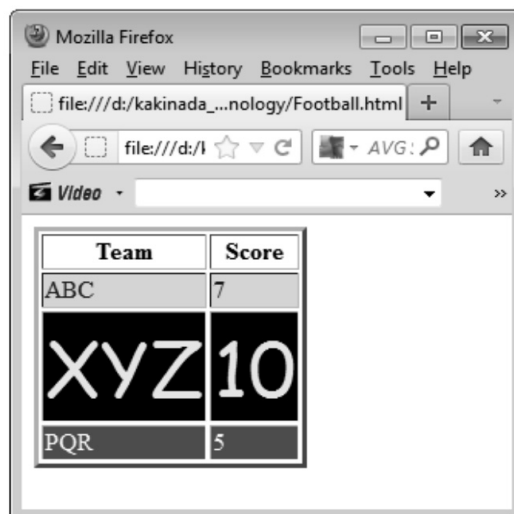 Mozilla Firefox
File Edit View History Bookmarks Tools Help
file:///d:/kakinada_...nology/Football.html +
file:///d:/k AVG:
Video »
Team Score
ABC 7
XYZ 10
PQR 5